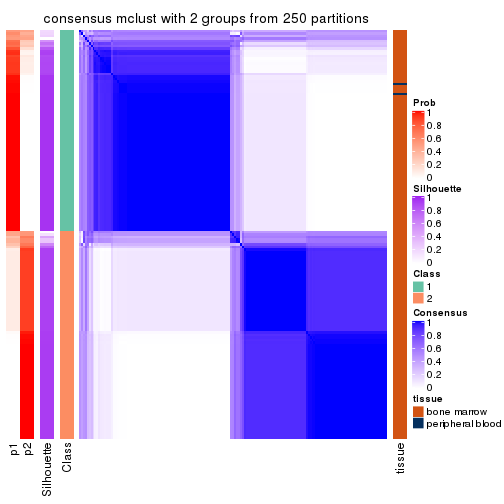 consensus mclust with 2 groups from 250 partitions
Prob
1
0.8
0.6
0.4
0.2
0
Silhouette
1
0.8
0.6
0.4
0.2
0
Class
1
2
Consensus
1
0.8
0.6
0.4
0.2
0
tissue
bone marrow
peripheral blood
p1
p2
Silhouette
Class
tissue